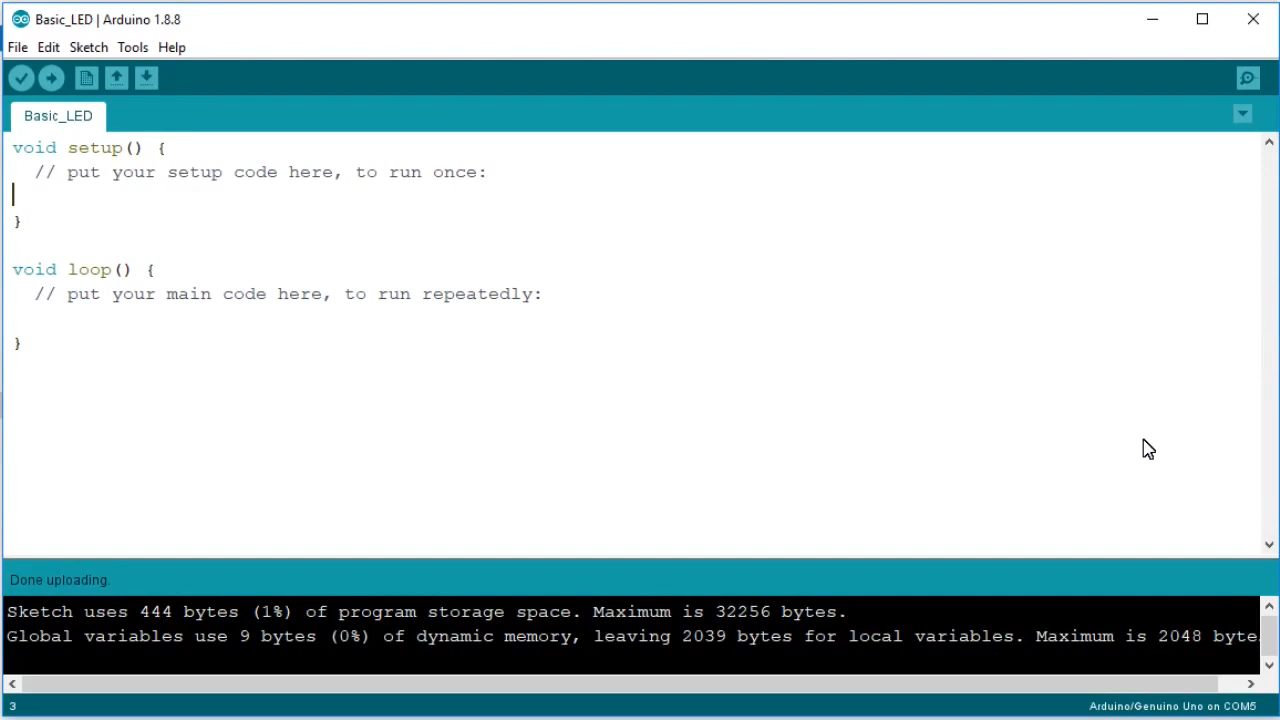 Basic_LED | Arduino 1.8.8
File Edit Sketch Tools Help
Basic_LED
void setup() {
  // put your setup code here, to run once:
}
void loop() {
  // put your main code here, to run repeatedly:
}
Done uploading.
Sketch uses 444 bytes (1%) of program storage space. Maximum is 32256 bytes.
Global variables use 9 bytes (0%) of dynamic memory, leaving 2039 bytes for local variables. Maximum is 2048 byte
3 Arduino/Genuino Uno on COM5